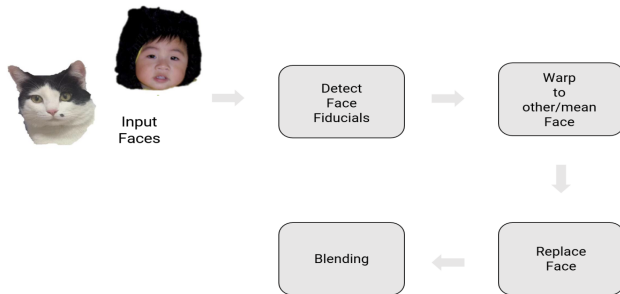 Input
Faces
Detect
Face
Fiducials
Warp
to
other/mean
Face
Replace
Face
Blending